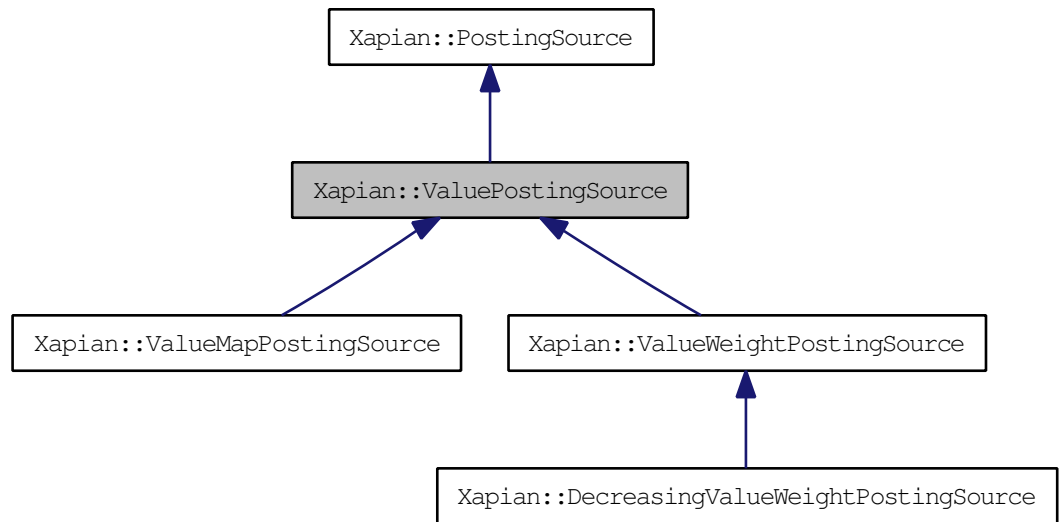 Xapian::PostingSource
Xapian::ValuePostingSource
Xapian::ValueMapPostingSource
Xapian::ValueWeightPostingSource
Xapian::DecreasingValueWeightPostingSource